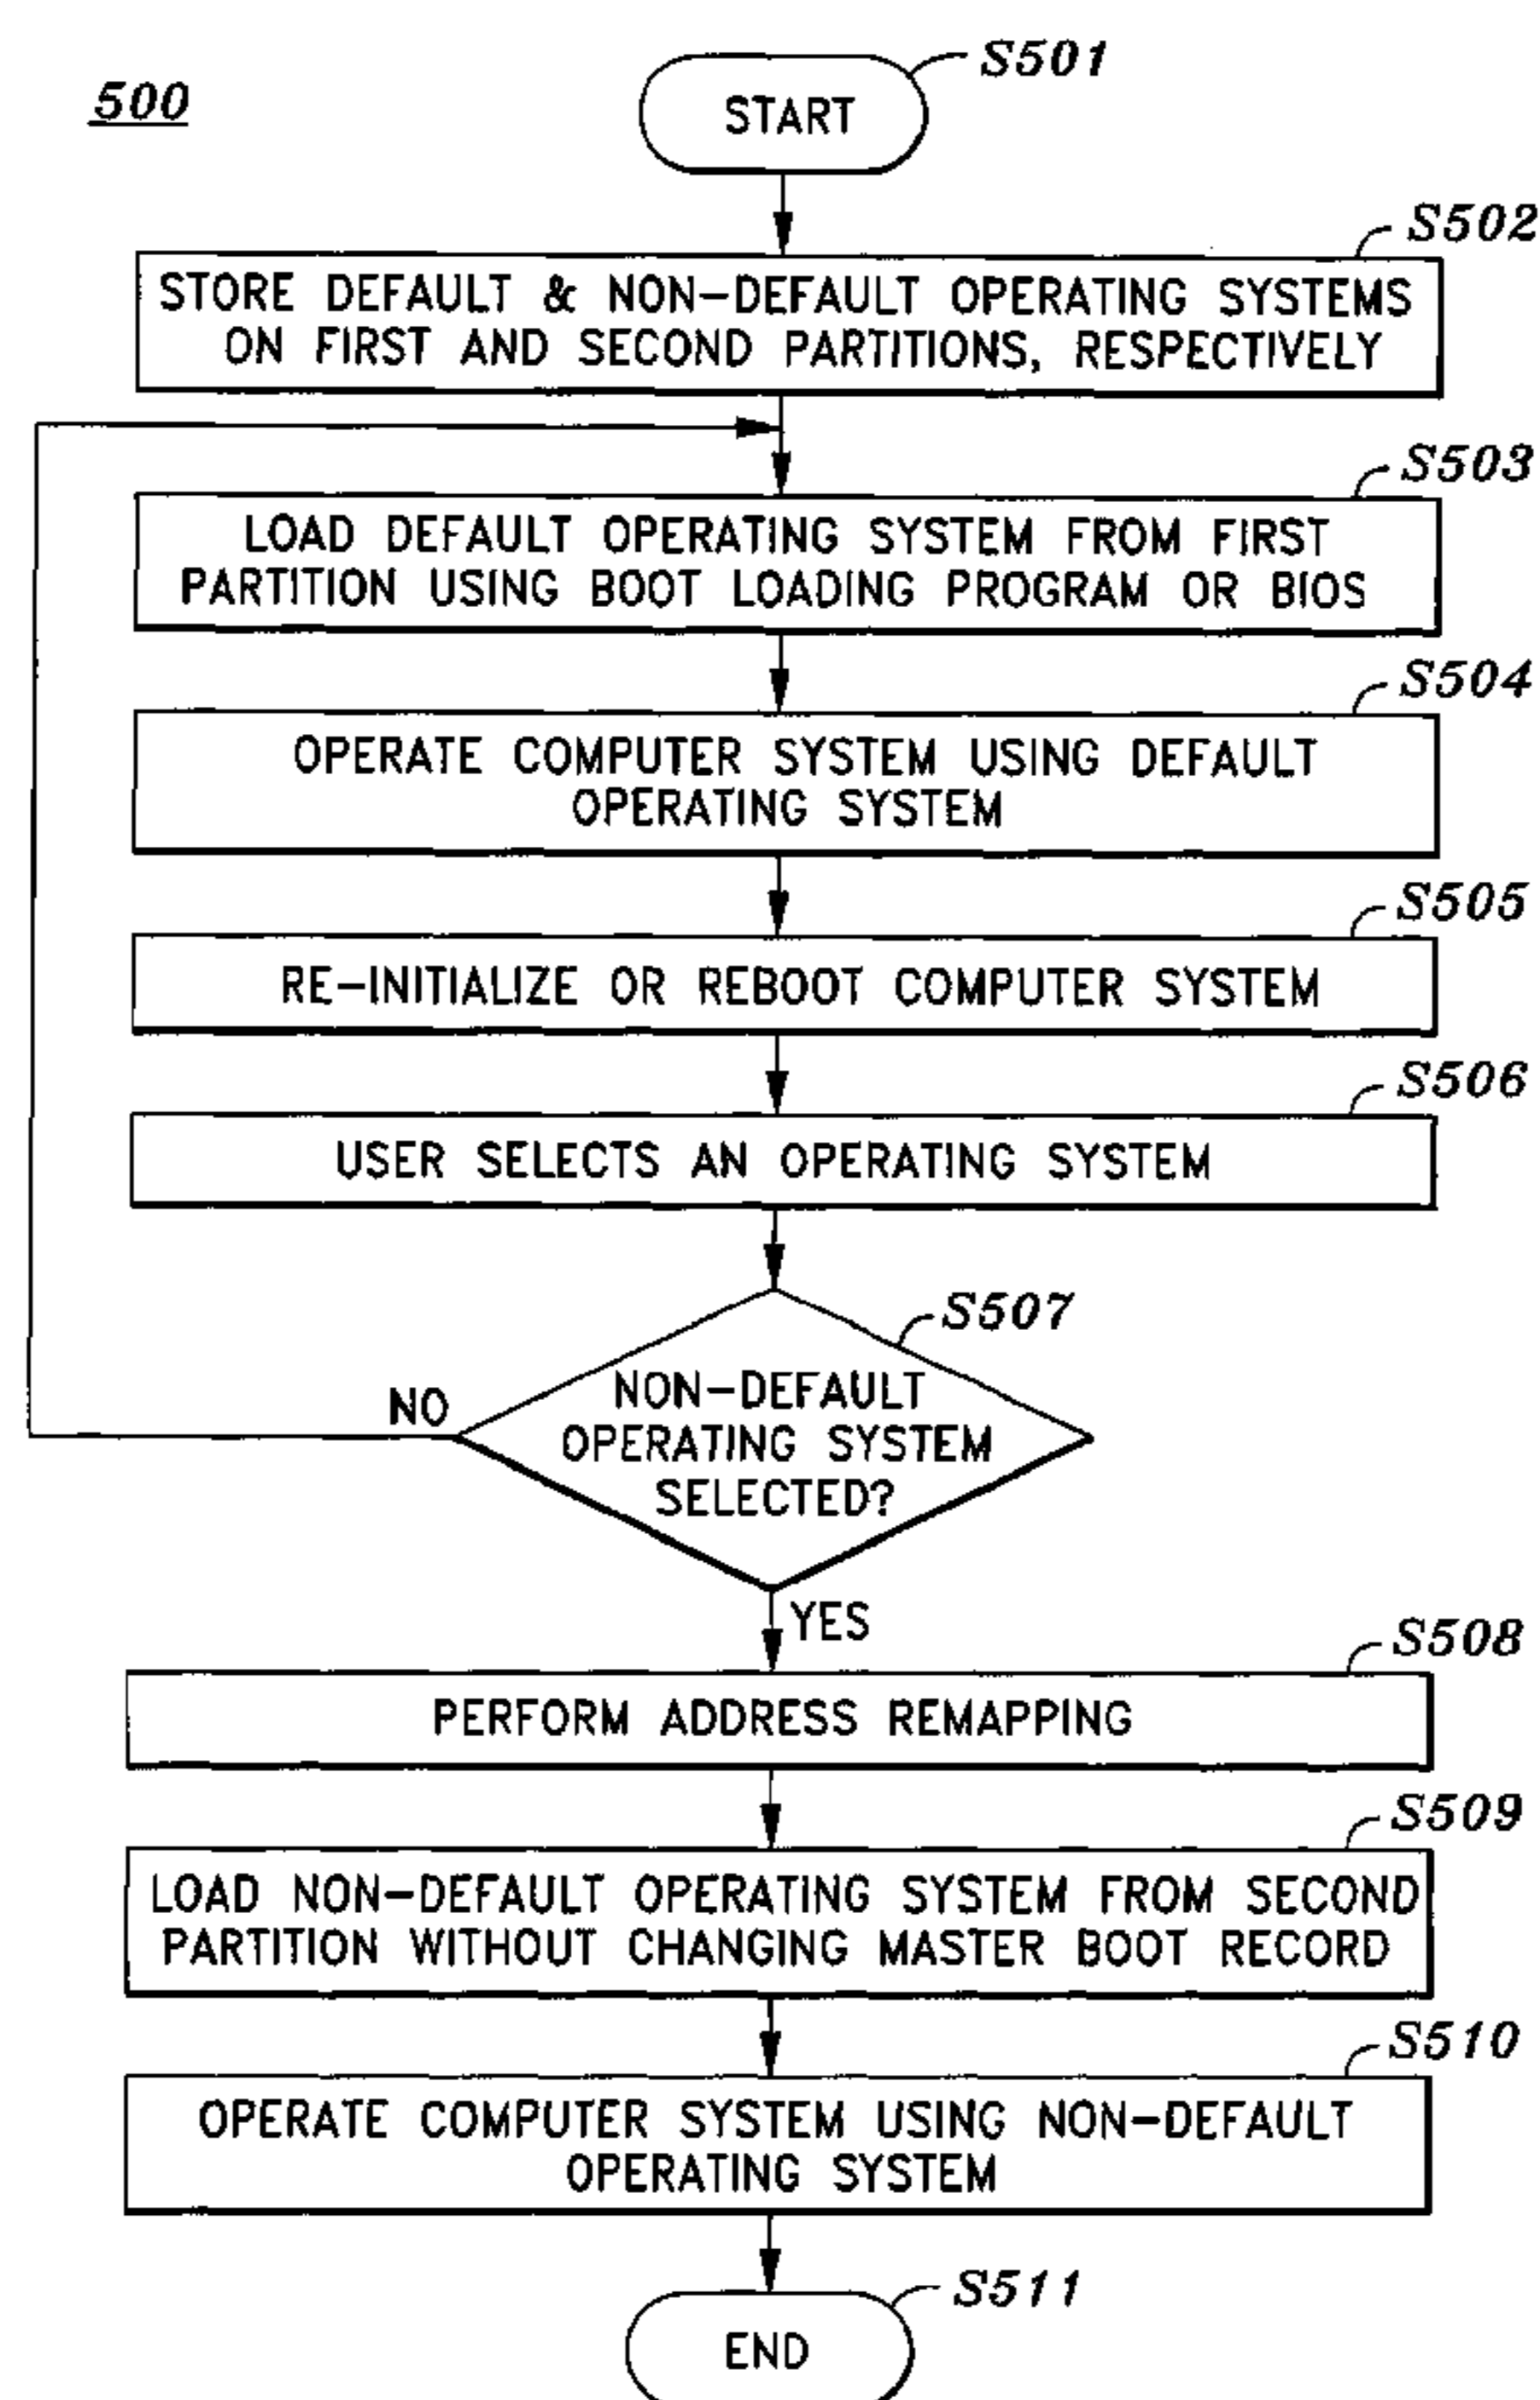 500
S501
START
S502
STORE DEFAULT & NON-DEFAULT OPERATING SYSTEMS
ON FIRST AND SECOND PARTITIONS, RESPECTIVELY
S503
LOAD DEFAULT OPERATING SYSTEM FROM FIRST
PARTITION USING BOOT LOADING PROGRAM OR BIOS
S504
OPERATE COMPUTER SYSTEM USING DEFAULT
OPERATING SYSTEM
S505
RE-INITIALIZE OR REBOOT COMPUTER SYSTEM
S506
USER SELECTS AN OPERATING SYSTEM
S507
NON-DEFAULT
OPERATING SYSTEM
SELECTED?
NO
YES
S508
PERFORM ADDRESS REMAPPING
S509
LOAD NON-DEFAULT OPERATING SYSTEM FROM SECOND
PARTITION WITHOUT CHANGING MASTER BOOT RECORD
S510
OPERATE COMPUTER SYSTEM USING NON-DEFAULT
OPERATING SYSTEM
S511
END